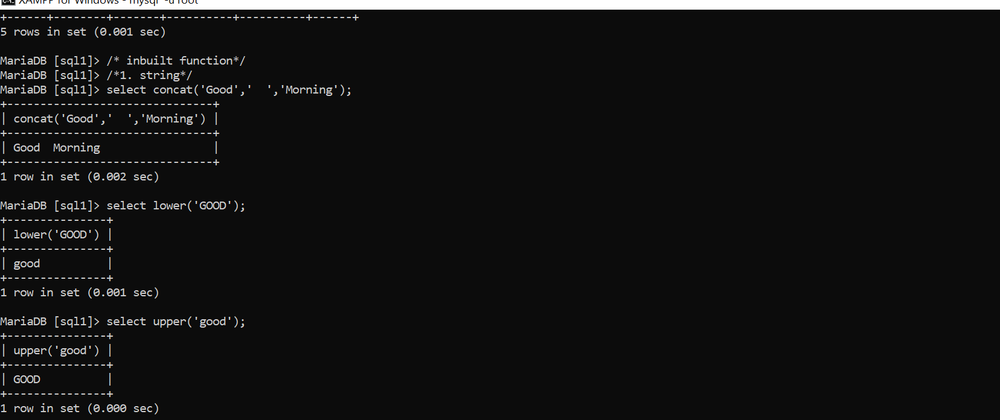 XAMPP for Windows - mysql -u root
+------+--------+-------+----------+----------+------+
5 rows in set (0.001 sec)
MariaDB [sql1]> /* inbuilt function*/
MariaDB [sql1]> /*1. string*/
MariaDB [sql1]> select concat('Good','  ','Morning');
+-------------------------------+
| concat('Good','  ','Morning') |
+-------------------------------+
| Good  Morning                 |
+-------------------------------+
1 row in set (0.002 sec)
MariaDB [sql1]> select lower('GOOD');
+---------------+
| lower('GOOD') |
+---------------+
| good          |
+---------------+
1 row in set (0.001 sec)
MariaDB [sql1]> select upper('good');
+---------------+
| upper('good') |
+---------------+
| GOOD          |
+---------------+
1 row in set (0.000 sec)